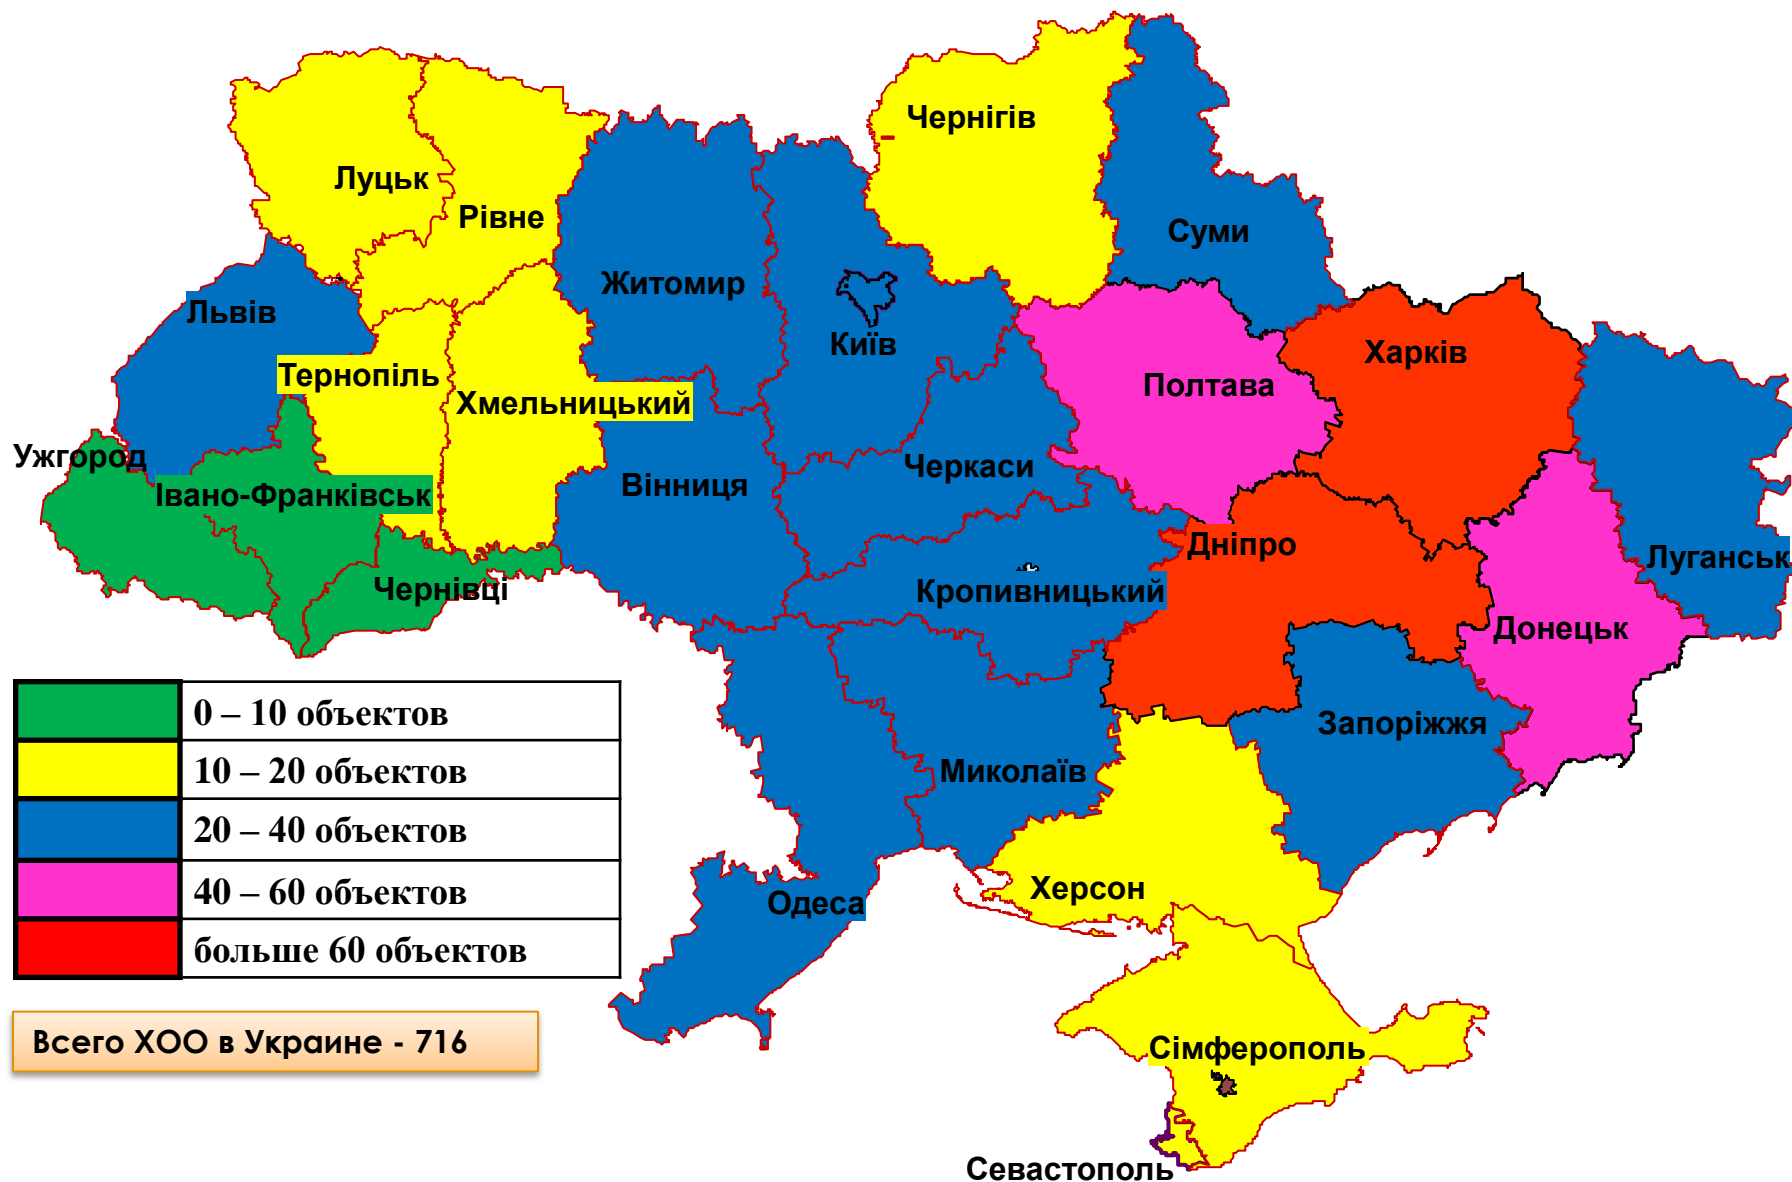 Чернігів
Луцьк
Рівне
Суми
Житомир
Львів
Київ
Харків
Тернопіль
Полтава
Хмельницький
Ужгород
Черкаси
Вінниця
Івано-Франківськ
Дніпро
Луганськ
Чернівці
Кропивницький
Донецьк
0 – 10 объектов
Запоріжжя
10 – 20 объектов
Миколаїв
20 – 40 объектов
40 – 60 объектов
Херсон
Одеса
больше 60 объектов
Всего ХОО в Украине - 716
Сімферополь
Севастополь